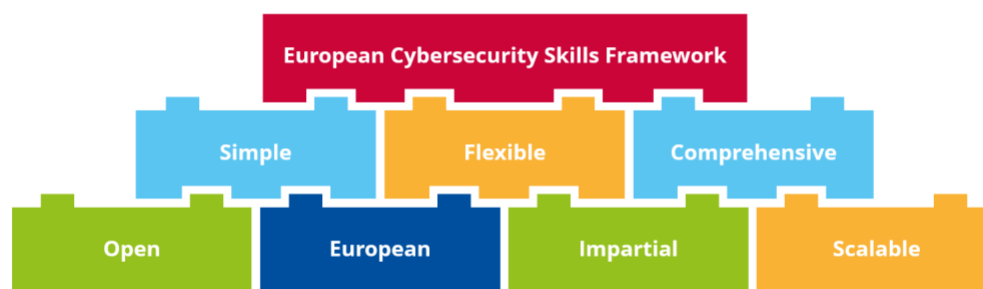 European Cybersecurity Skills Framework
Simple
Flexible
Comprehensive
Open
European
Impartial
Scalable